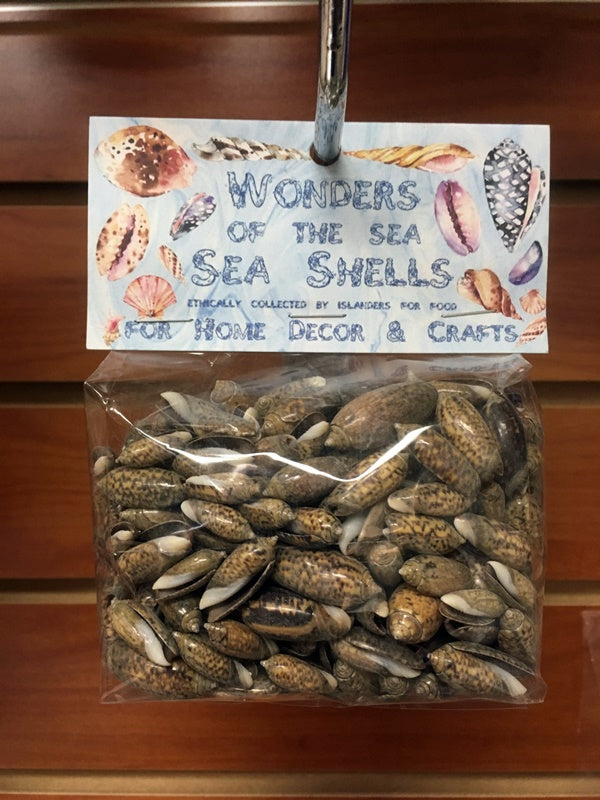 Wonders
of the sea
Sea Shells
Ethically collected by islanders for food
for Home Decor & Crafts